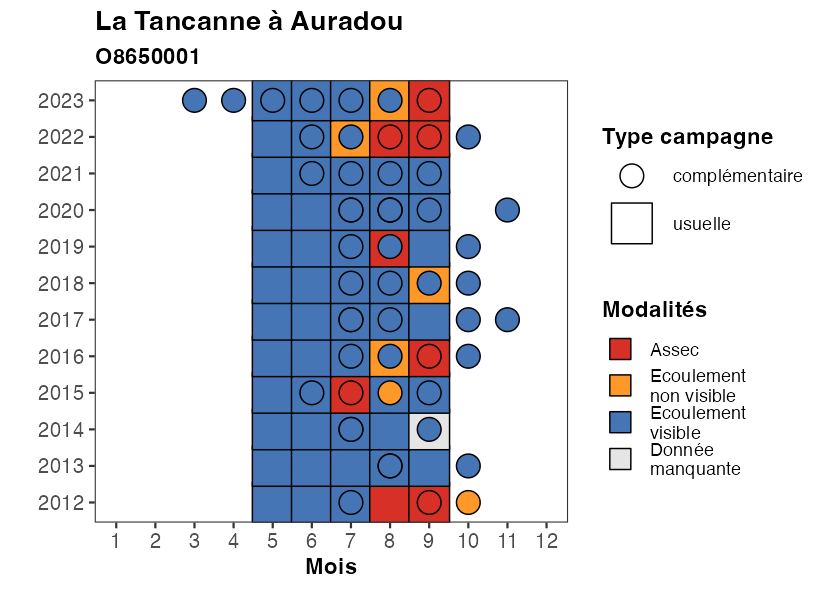 La Tancanne à Auradou
O8650001
2023
2022
2021
2020
2019
2018
2017
2016
2015
2014
2013
2012
1 2 3 4 5 6 7 8 9 10 11 12
Mois
Type campagne
complémentaire
usuelle
Modalités
Assec
Ecoulement
non visible
Ecoulement
visible
Donnée
manquante